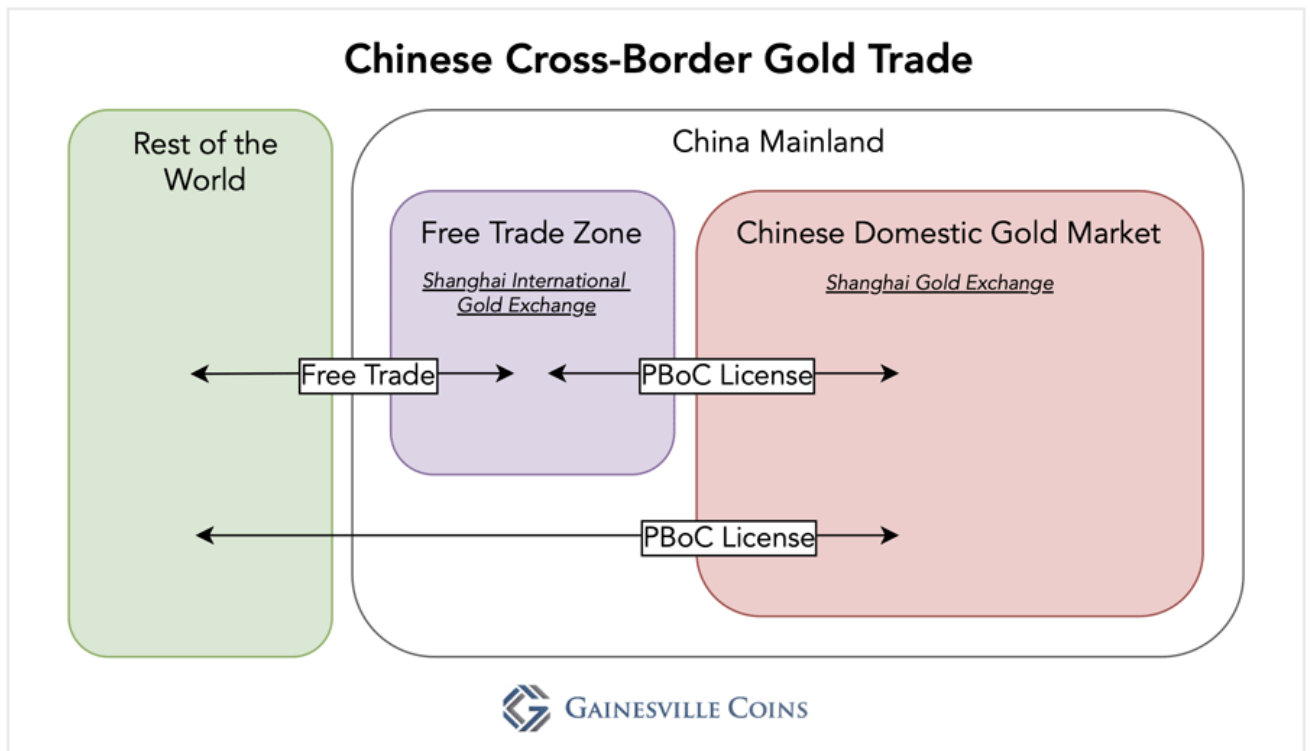 Chinese Cross-Border Gold Trade
Rest of the
World
China Mainland
Free Trade Zone
Shanghai International
Gold Exchange
Chinese Domestic Gold Market
Shanghai Gold Exchange
Free Trade
PBoC License
PBoC License
GAINESVILLE COINS